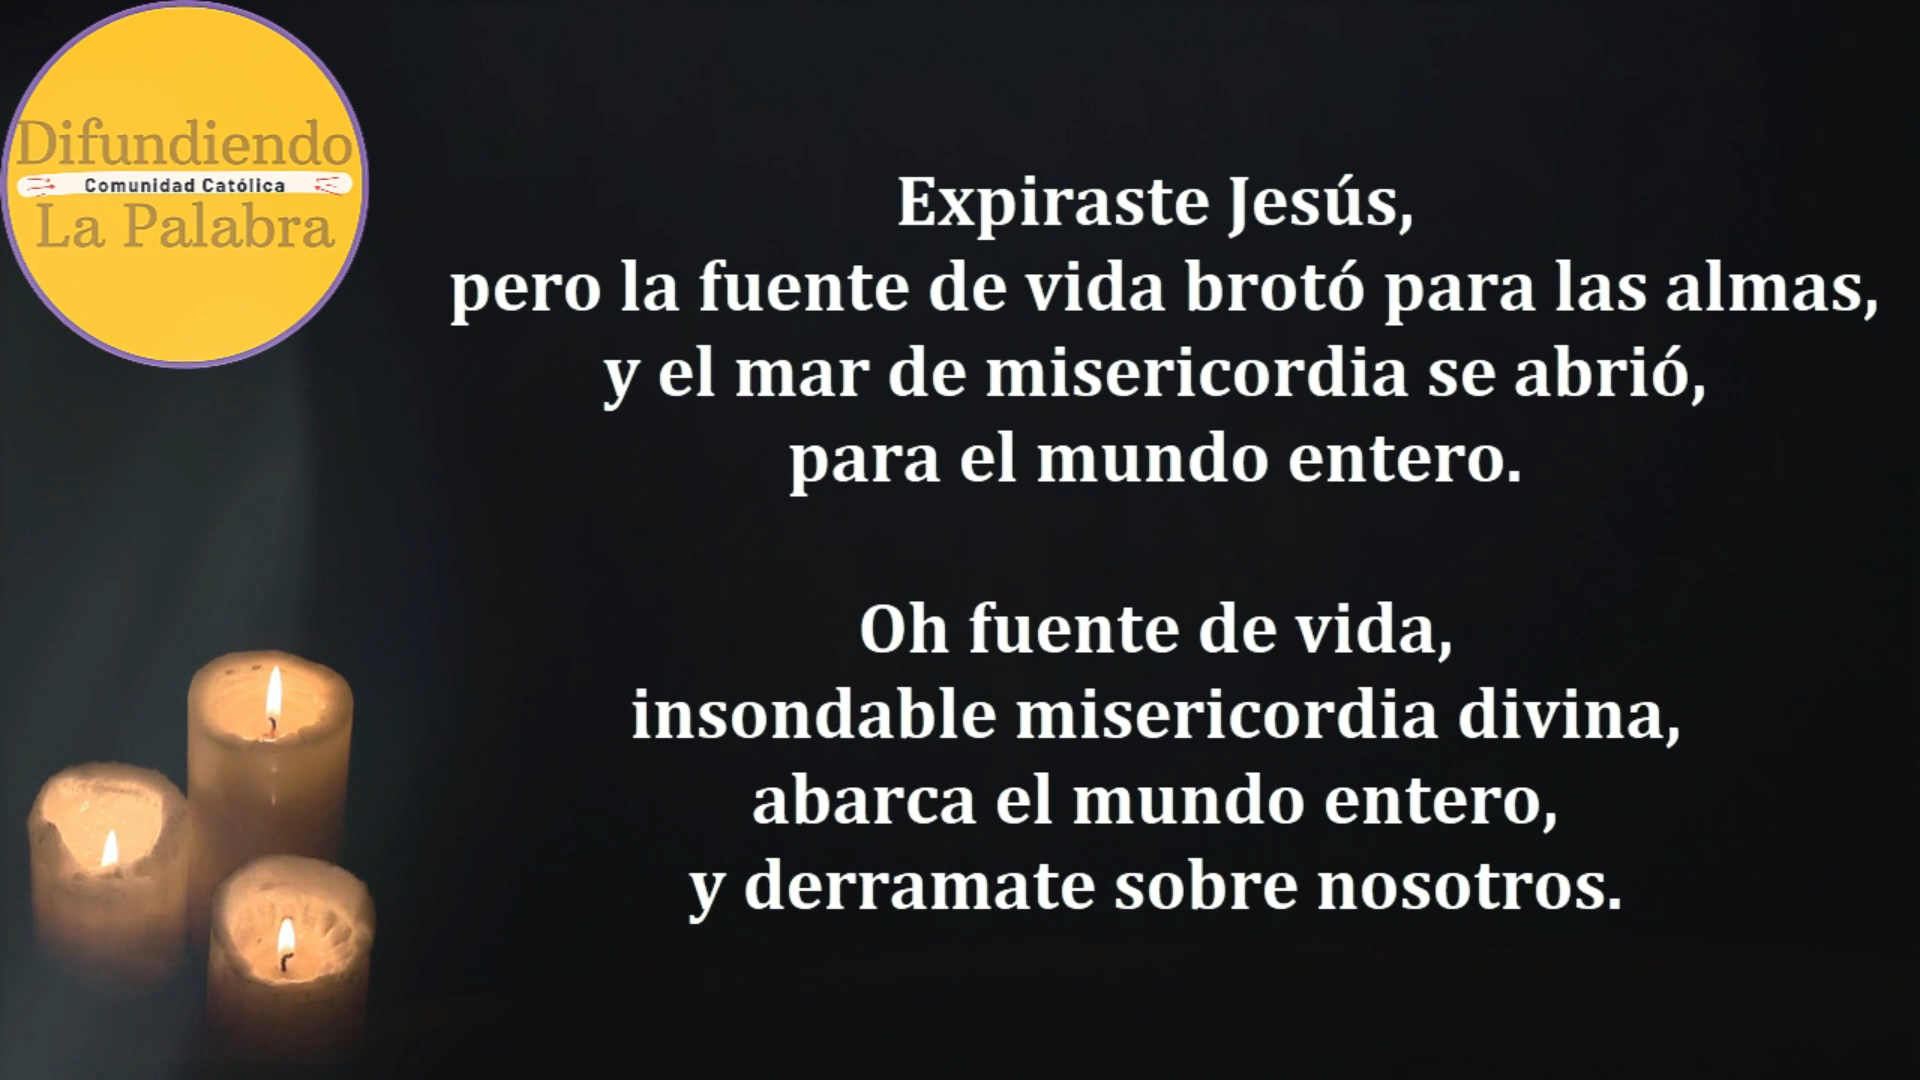 Difundiendo
Comunidad Católica
La Palabra
Expiraste Jesús,
pero la fuente de vida brotó para las almas,
y el mar de misericordia se abrió,
para el mundo entero.
Oh fuente de vida,
insondable misericordia divina,
abarca el mundo entero,
y derramate sobre nosotros.